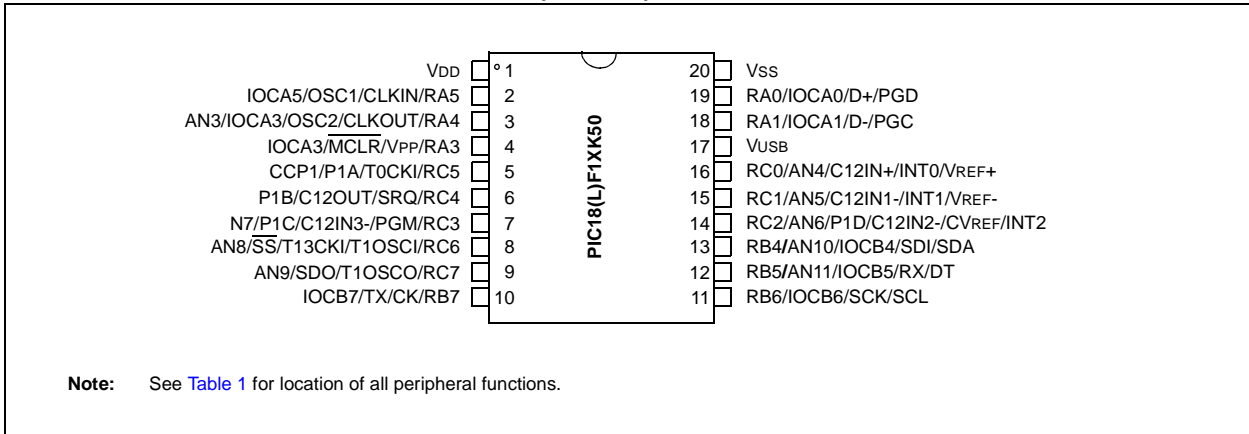 VDD 1
IOCA5/OSC1/CLKIN/RA5 2
AN3/IOCA3/OSC2/CLKOUT/RA4 3
IOCA3/MCLR/VPP/RA3 4
CCP1/P1A/T0CKI/RC5 5
P1B/C12OUT/SRQ/RC4 6
N7/P1C/C12IN3-/PGM/RC3 7
AN8/SS/T13CKI/T1OSCI/RC6 8
AN9/SDO/T1OSCO/RC7 9
IOCB7/TX/CK/RB7 10
PIC18(L)F1XK50
20 VSS
19 RA0/IOCA0/D+/PGD
18 RA1/IOCA1/D-/PGC
17 VUSB
16 RC0/AN4/C12IN+/INT0/VREF+
15 RC1/AN5/C12IN1-/INT1/VREF-
14 RC2/AN6/P1D/C12IN2-/CVREF/INT2
13 RB4/AN10/IOCB4/SDI/SDA
12 RB5/AN11/IOCB5/RX/DT
11 RB6/IOCB6/SCK/SCL
Note: See Table 1 for location of all peripheral functions.